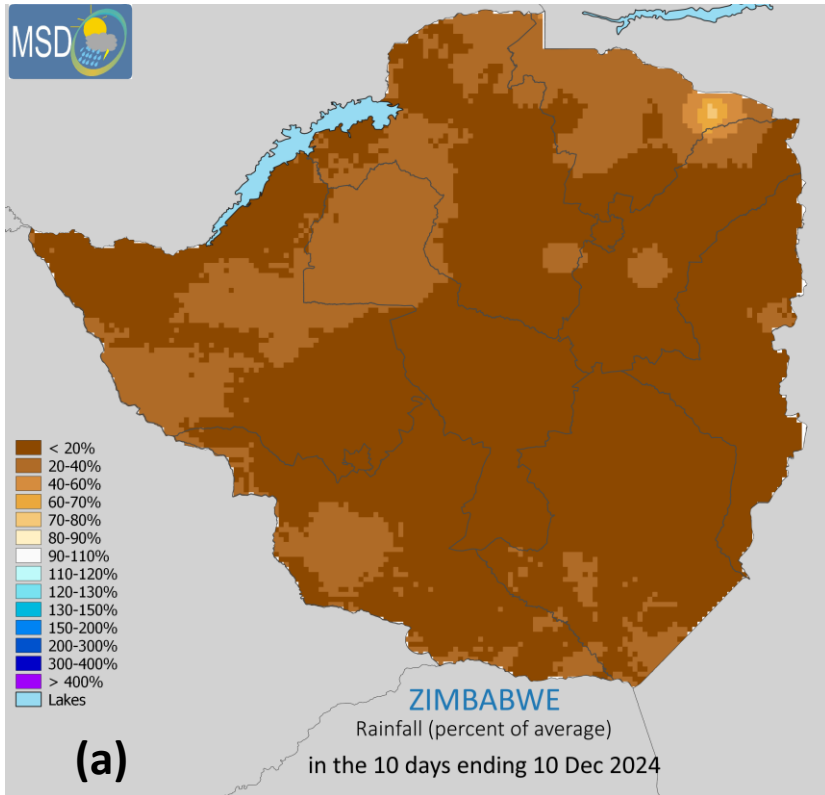 MSD
< 20%
20-40%
40-60%
60-70%
70-80%
80-90%
90-110%
110-120%
120-130%
130-150%
150-200%
200-300%
300-400%
> 400%
Lakes
ZIMBABWE
Rainfall (percent of average)
(a)
in the 10 days ending 10 Dec 2024